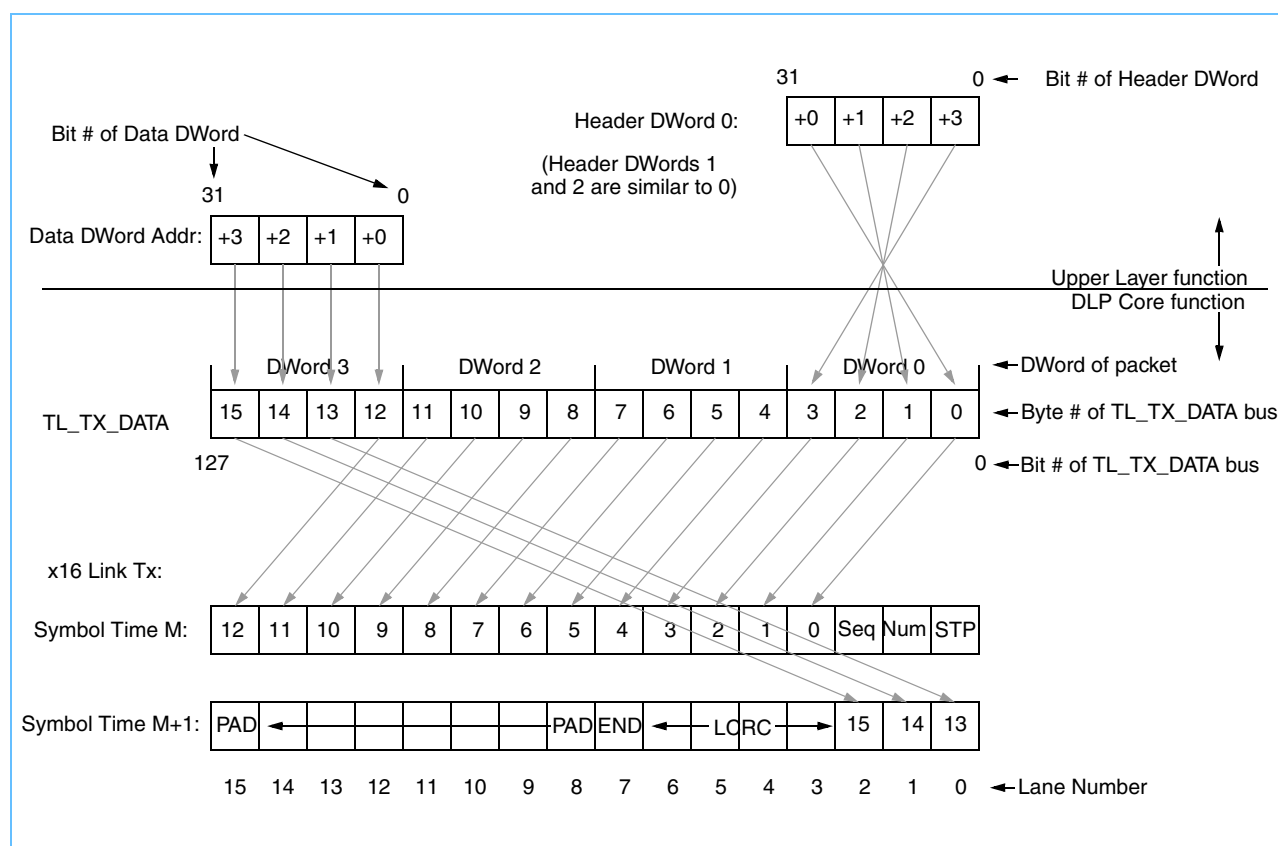 31 0 Bit # of Header DWord
Header DWord 0: +0 +1 +2 +3
Bit # of Data DWord
(Header DWords 1
and 2 are similar to 0)
31 0
Data DWord Addr: +3 +2 +1 +0
Upper Layer function
DLP Core function
DWord 3 DWord 2 DWord 1 DWord 0 DWord of packet
TL_TX_DATA 15 14 13 12 11 10 9 8 7 6 5 4 3 2 1 0 Byte # of TL_TX_DATA bus
127 0 Bit # of TL_TX_DATA bus
x16 Link Tx:
Symbol Time M: 12 11 10 9 8 7 6 5 4 3 2 1 0 Seq Num STP
Symbol Time M+1: PAD PAD END LCRC 15 14 13
15 14 13 12 11 10 9 8 7 6 5 4 3 2 1 0 Lane Number